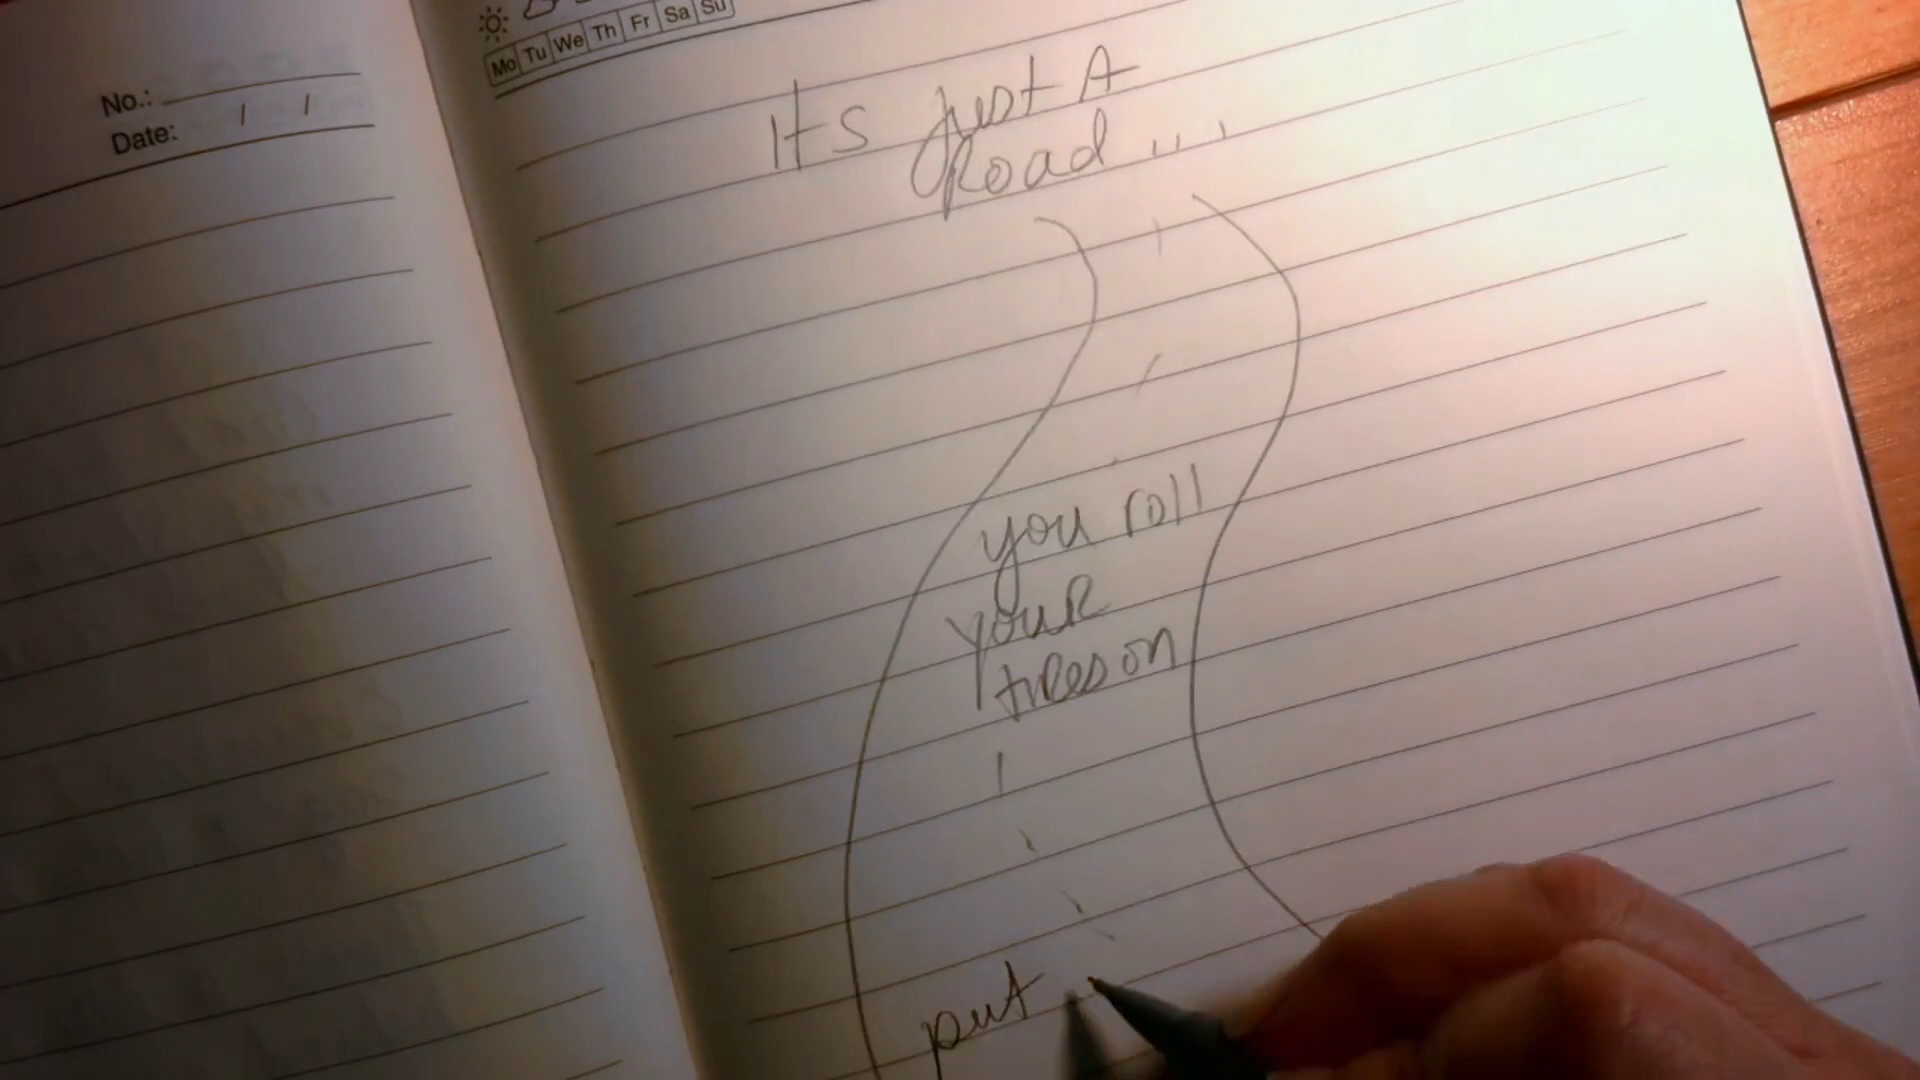 No.:
Date: / /
Mo Tu We Th Fr Sa Su
Its just A
Road ....
you roll
youR
tires on
put